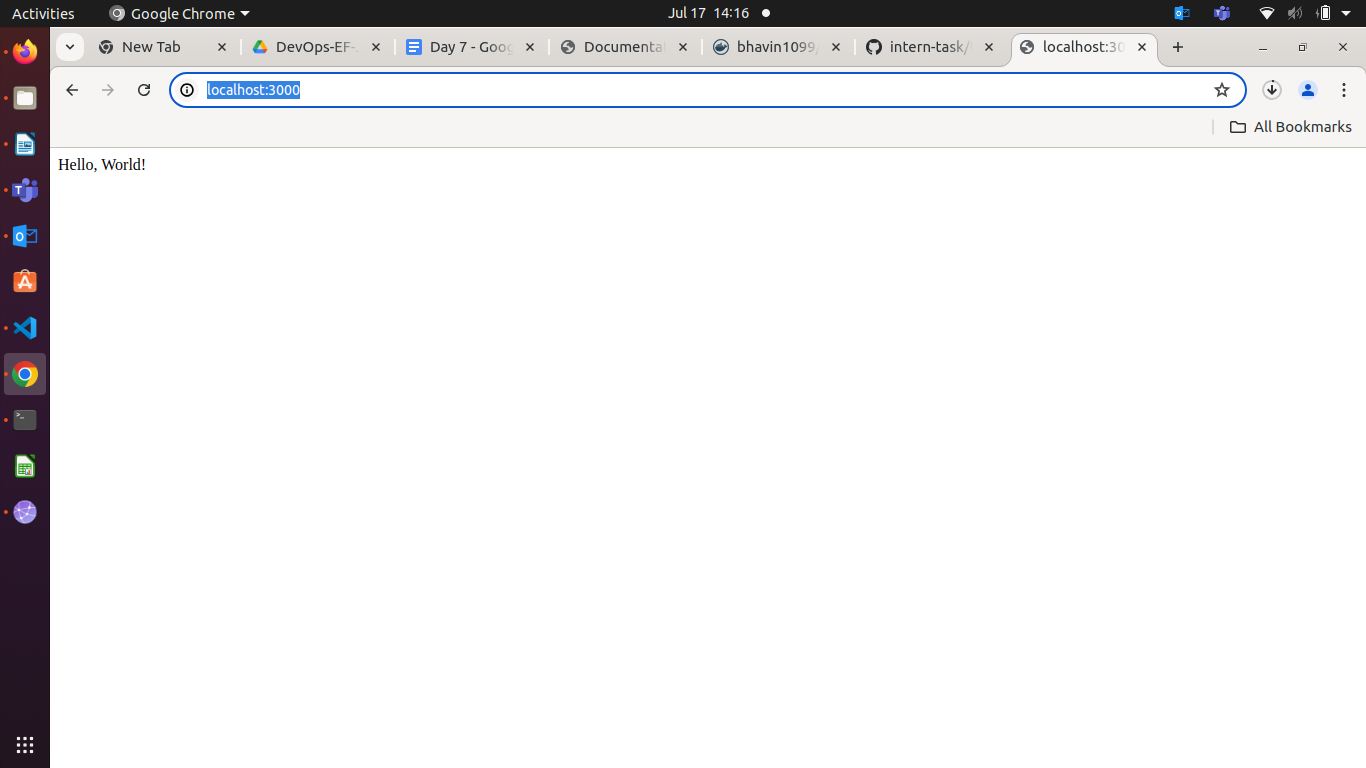 Activities Google Chrome Jul 17 14:16
New Tab DevOps-EF- Day 7 - Goog Documenta bhavin1099/ intern-task/ localhost:30
localhost:3000
All Bookmarks
Hello, World!